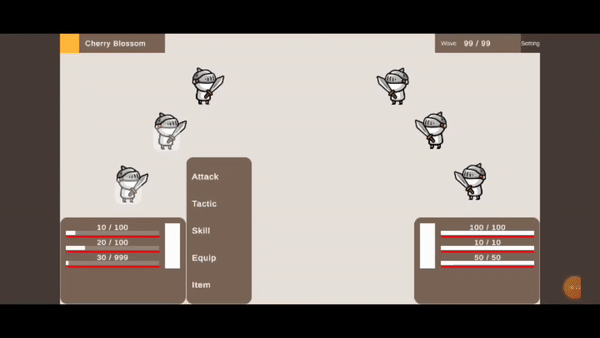 Cherry Blossom
Wave 99 / 99 Setting
Attack
Tactic
Skill
Equip
Item
10 / 100
20 / 100
30 / 999
100 / 100
10 / 10
50 / 50